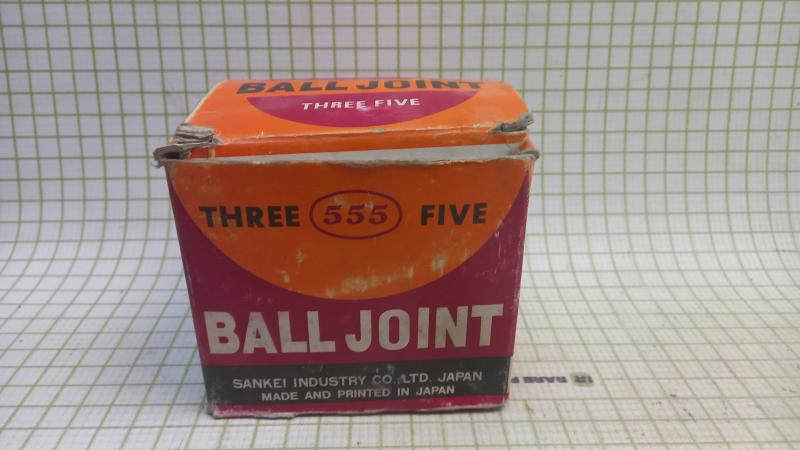 BALL JOINT
THREE FIVE
THREE 555 FIVE
BALL JOINT
SANKEI INDUSTRY CO., LTD. JAPAN
MADE AND PRINTED IN JAPAN
RARE